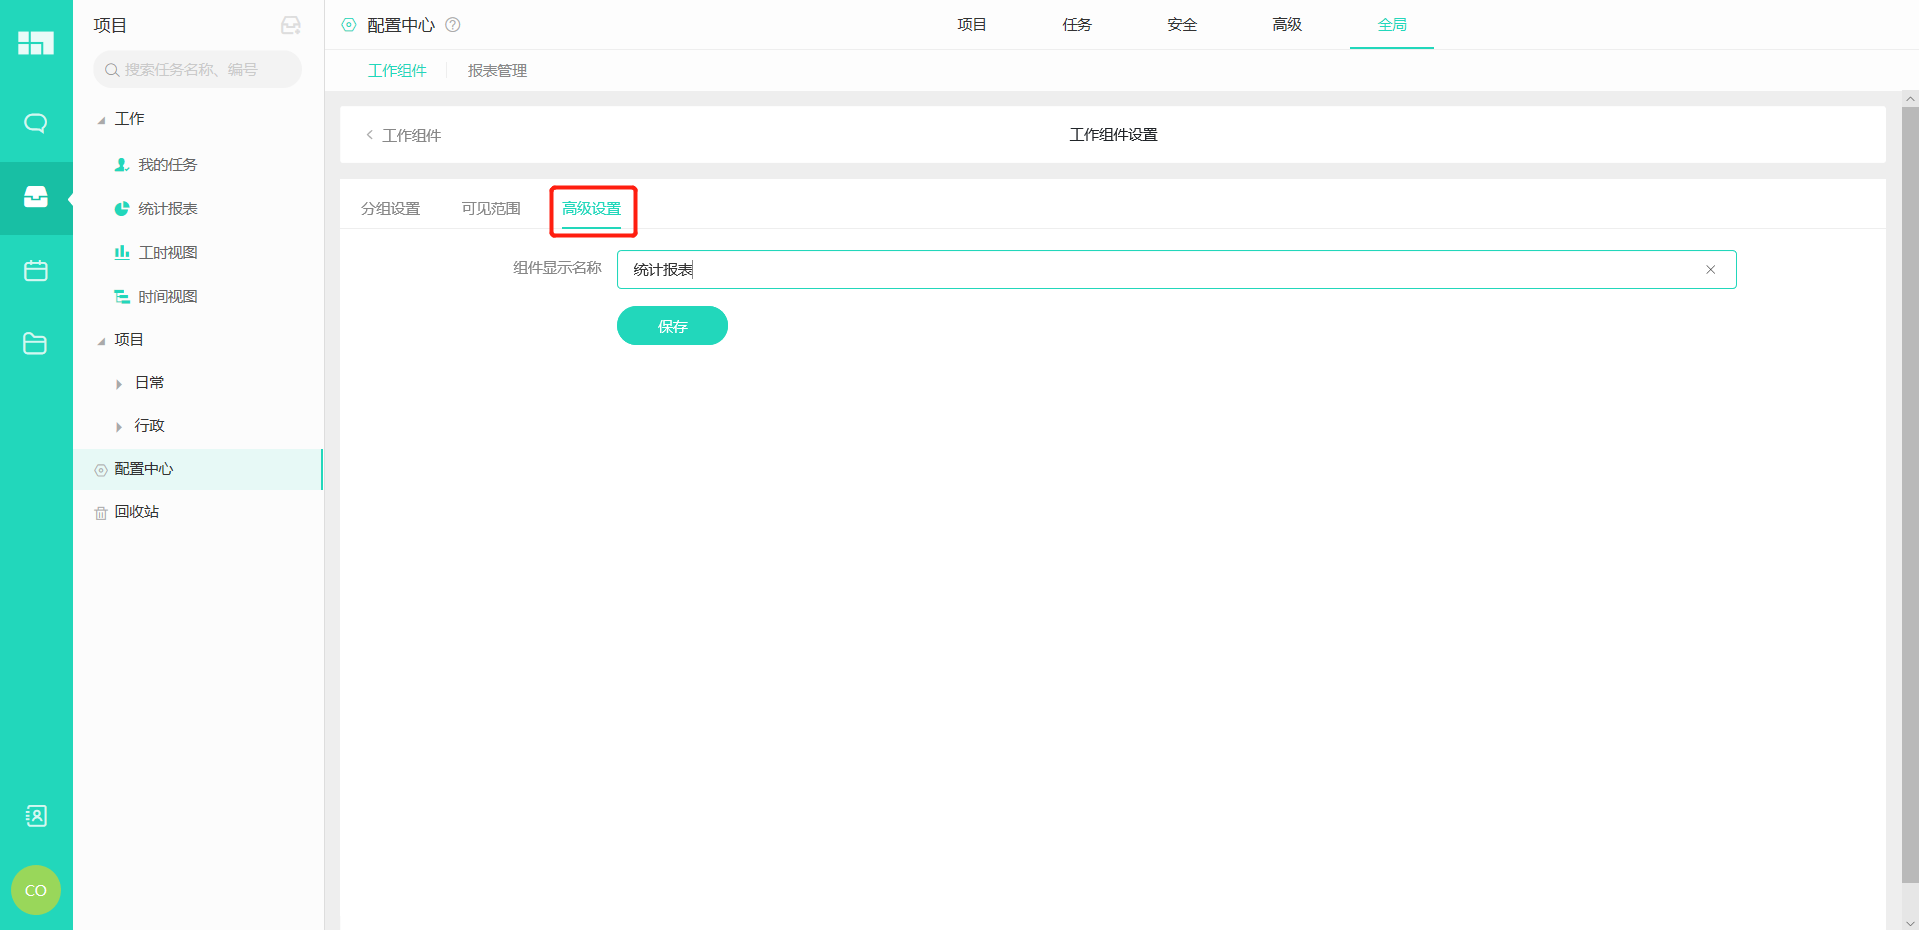 项目
搜索任务名称、编号
工作
我的任务
统计报表
工时视图
时间视图
项目
日常
行政
配置中心
回收站
CO
配置中心
项目 任务 安全 高级 全局
工作组件 报表管理
工作组件 工作组件设置
分组设置 可见范围 高级设置
组件显示名称 统计报表
保存